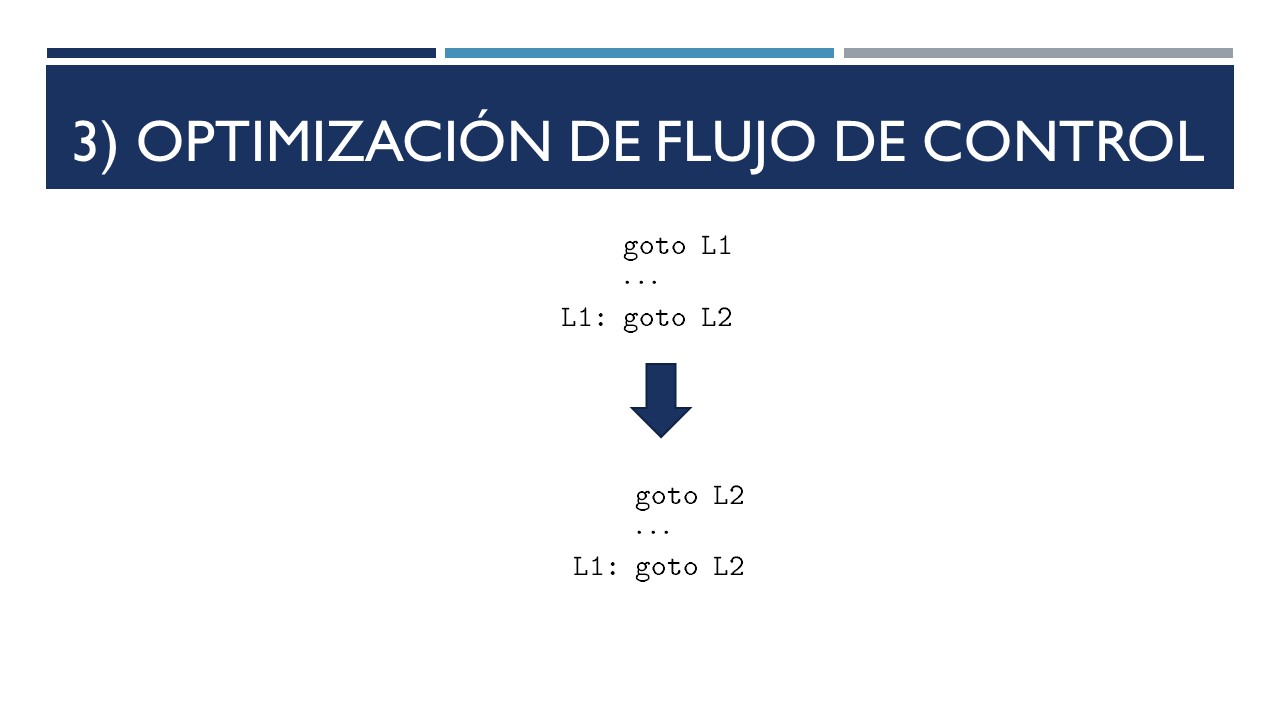 3) OPTIMIZACIÓN DE FLUJO DE CONTROL
goto L1
...
L1: goto L2
goto L2
...
L1: goto L2